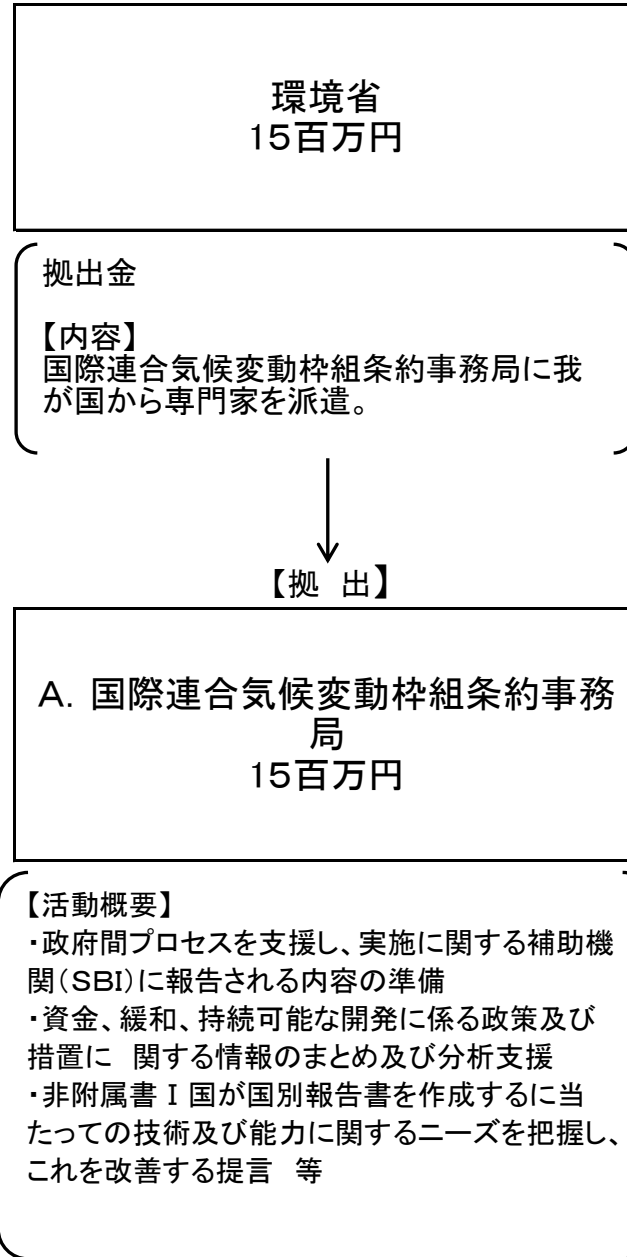 環境省
15百万円
拠出金
【内容】
国際連合気候変動枠組条約事務局に我
が国から専門家を派遣。
【拠　出】
A．国際連合気候変動枠組条約事務
局
15百万円
【活動概要】
・政府間プロセスを支援し、実施に関する補助機
関（SBI）に報告される内容の準備
・資金、緩和、持続可能な開発に係る政策及び
措置に　関する情報のまとめ及び分析支援
・非附属書Ⅰ国が国別報告書を作成するに当
たっての技術及び能力に関するニーズを把握し、
これを改善する提言　等